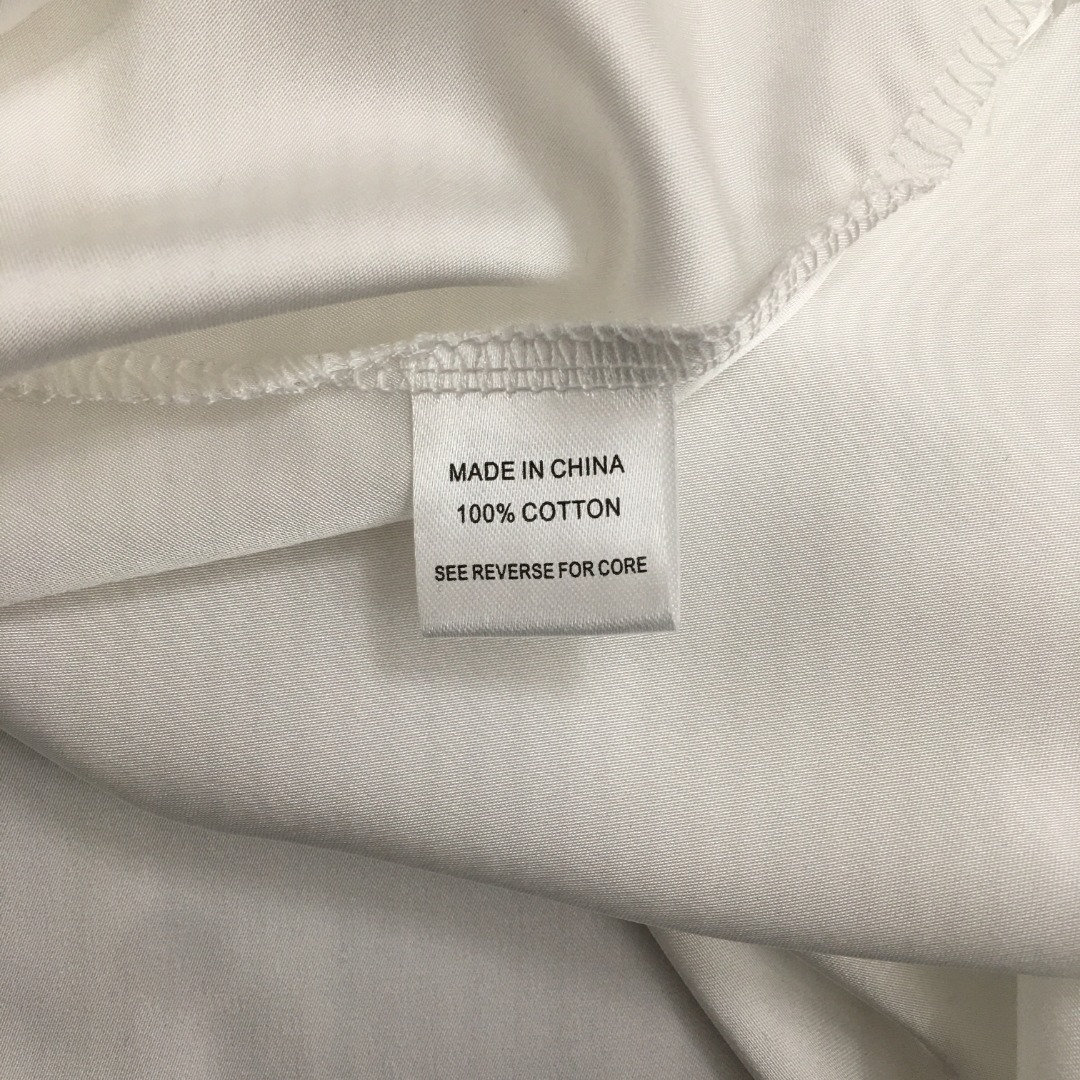 MADE IN CHINA
100% COTTON
SEE REVERSE FOR CORE